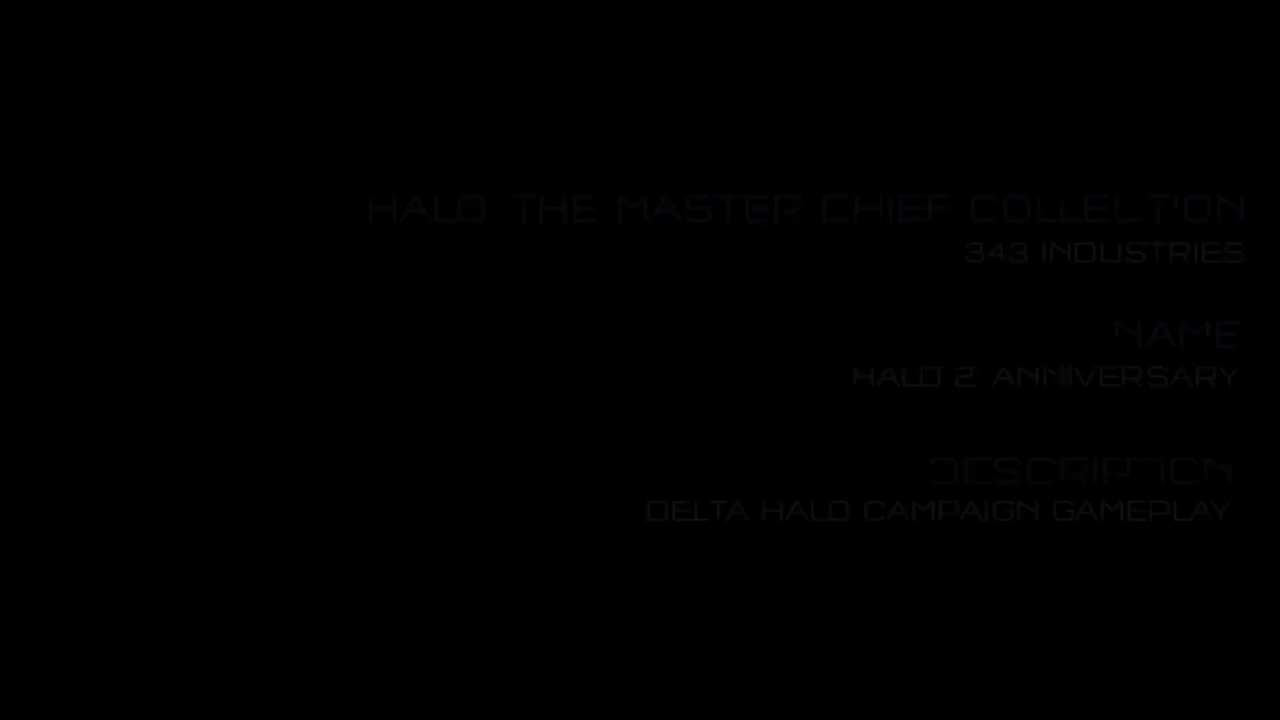 HALO THE MASTER CHIEF COLLECTION
343 INDUSTRIES
NAME
HALO 2 ANNIVERSARY
DESCRIPTION
DELTA HALO CAMPAIGN GAMEPLAY